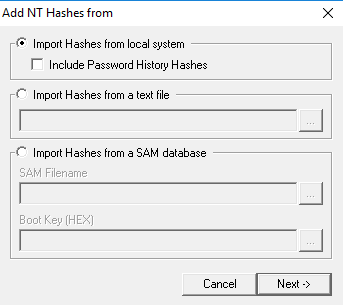 Add NT Hashes from
Import Hashes from local system
Include Password History Hashes
Import Hashes from a text file
...
Import Hashes from a SAM database
SAM Filename
...
Boot Key (HEX)
...
Cancel Next ->